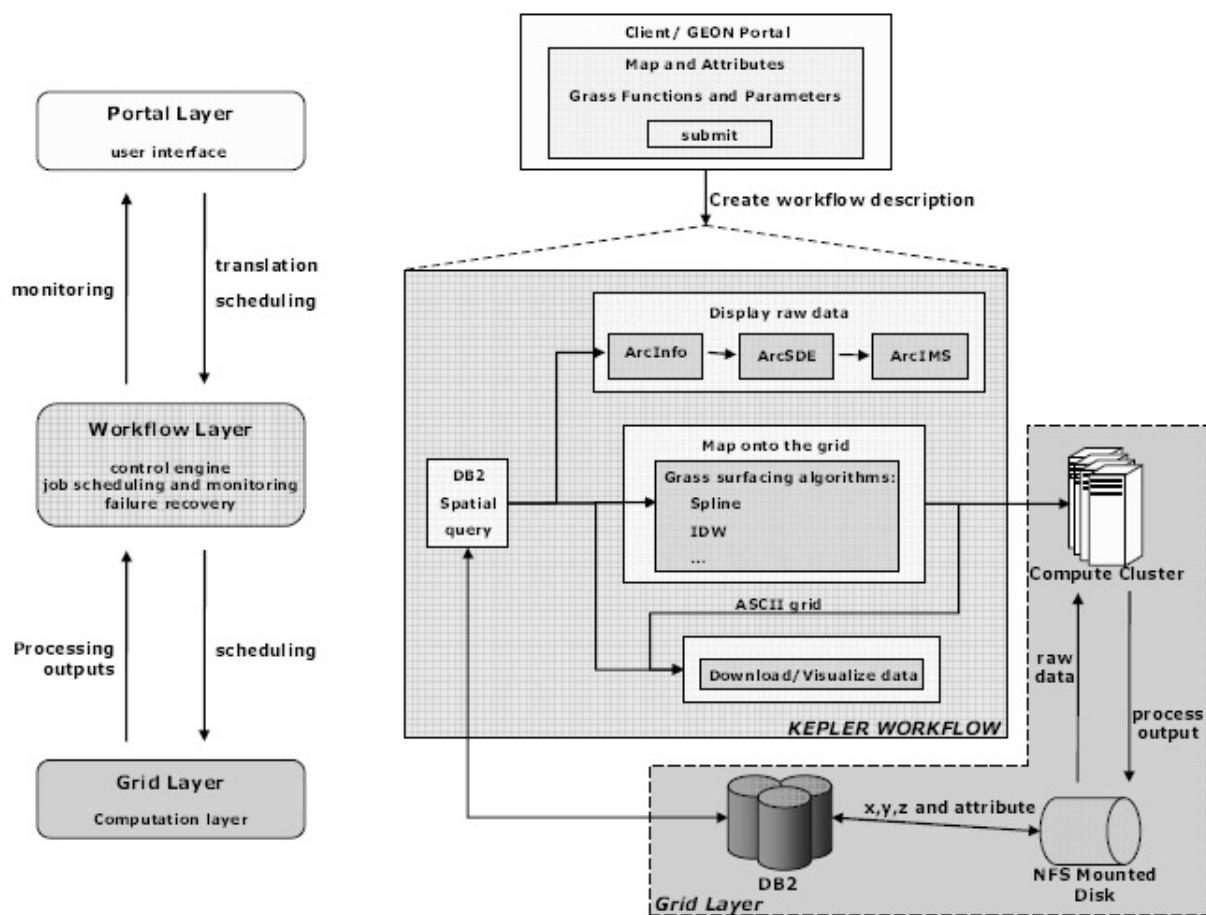 Portal Layer
user interface
monitoring
translation
scheduling
Workflow Layer
control engine
job scheduling and monitoring
failure recovery
Processing
outputs
scheduling
Grid Layer
Computation layer
Client/ GEON Portal
Map and Attributes
Grass Functions and Parameters
submit
Create workflow description
Display raw data
ArcInfo
ArcSDE
ArcIMS
DB2
Spatial
query
Map onto the grid
Grass surfacing algorithms:
Spline
IDW
...
ASCII grid
Download/Visualize data
KEPLER WORKFLOW
Compute Cluster
raw
data
process
output
x,y,z and attribute
DB2
NFS Mounted
Disk
Grid Layer